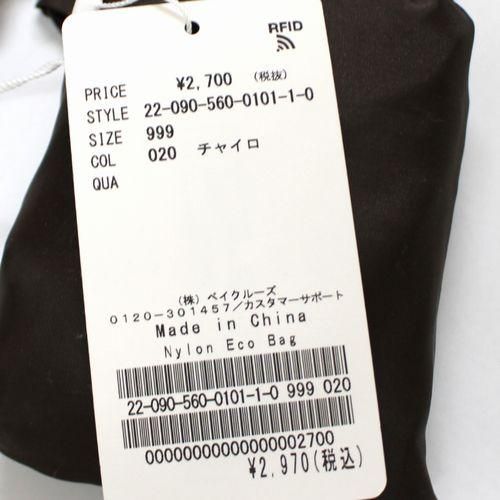 RFID
PRICE ¥2,700 (税抜)
STYLE 22-090-560-0101-1-0
SIZE 999
COL 020 チャイロ
QUA
(株) ベイクルーズ
0120-301457/カスタマーサポート
Made in China
Nylon Eco Bag
22-090-560-0101-1-0 999 020
00000000000000002700
¥2,970(税込)